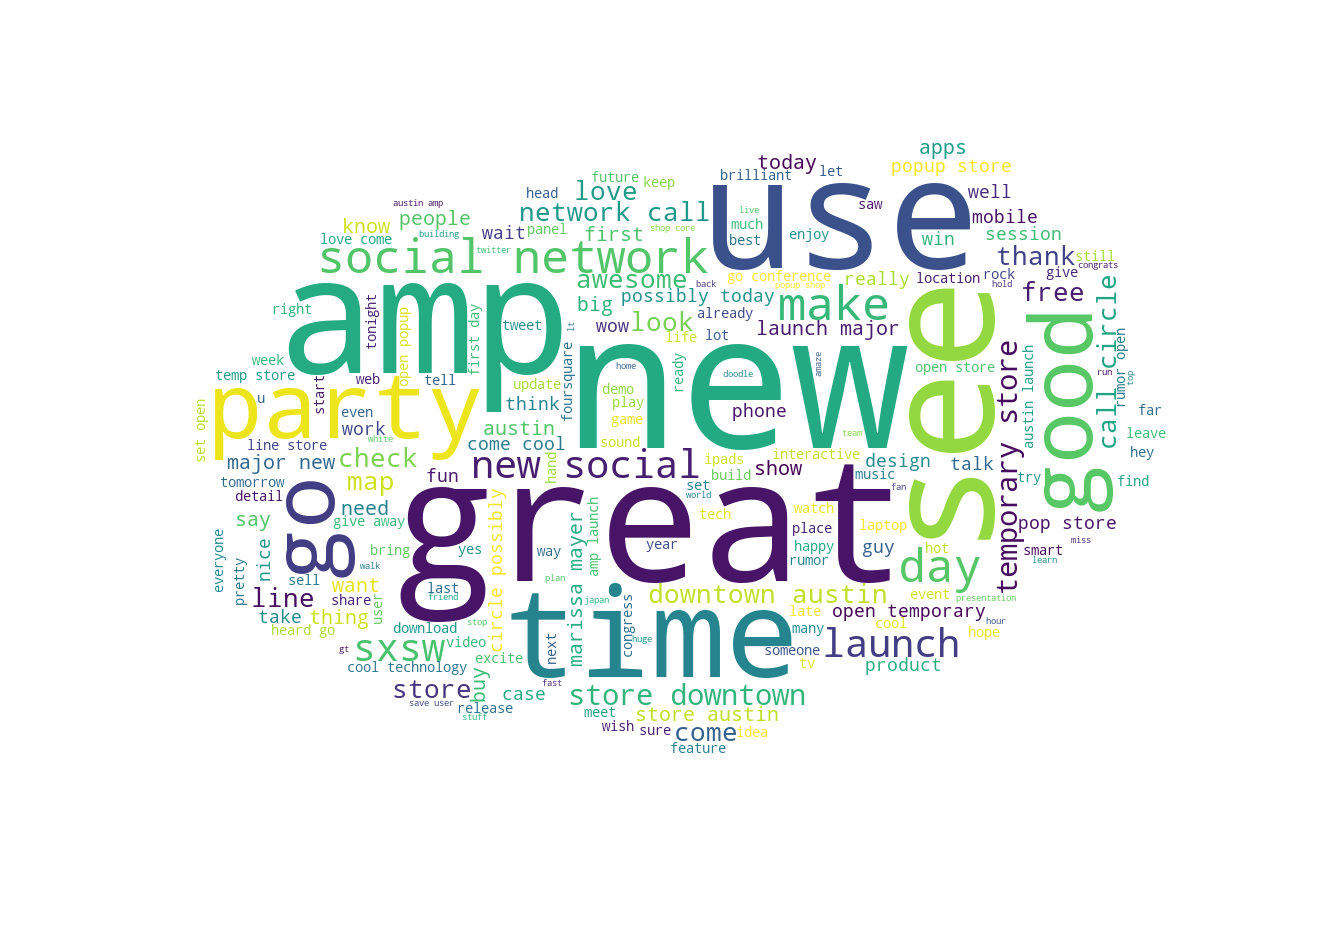 apps
today
popup store
brilliant
let
future
keep
love
head
well
austin amp
saw
use
live
people
network call
mobile
know
much
shop core
building
wait
panel
first
best
enjoy
win
session
love come
social network
twitter
thank
still
awesome
go conference
really
location
rock
give
congrats
back
popup shop
hold
amp
big
possibly today
make
free
call circle
right
tonight
first day
tweet
lt
wow
look
already
launch major
see
good
life
lot
open
week
open popup
foursquare
new
amaze
temporary store
austin launch
rumor
temp store
web
tell
home
doodle
open store
run
top
party
start
update
ready
u
think
demo
play
phone
far
set open
even
game
work
austin
line store
white
come cool
sound
team
leave
hey
major new
check
new social
ipads
interactive
design
talk
tomorrow
fun
hand
show
build
music
try
find
detail
go
map
set
world
great
fan
need
watch
say
give away
circle possibly
tech
place
laptop
pop store
everyone
nice
marissa mayer
amp launch
year
happy
guy
hot
smart
miss
pretty
bring
yes
way
rumor
learn
walk
sell
want
plan
time
day
last
friend
japan
downtown austin
event
presentation
line
share
user
late
open temporary
take
thing
stop
congress
cool
hour
heard go
download
many
hope
sxsw
video
next
huge
launch
gt
someone
excite
tv
product
cool technology
store
buy
case
fast
store downtown
save user
release
stuff
meet
store austin
wish
sure
come
idea
feature